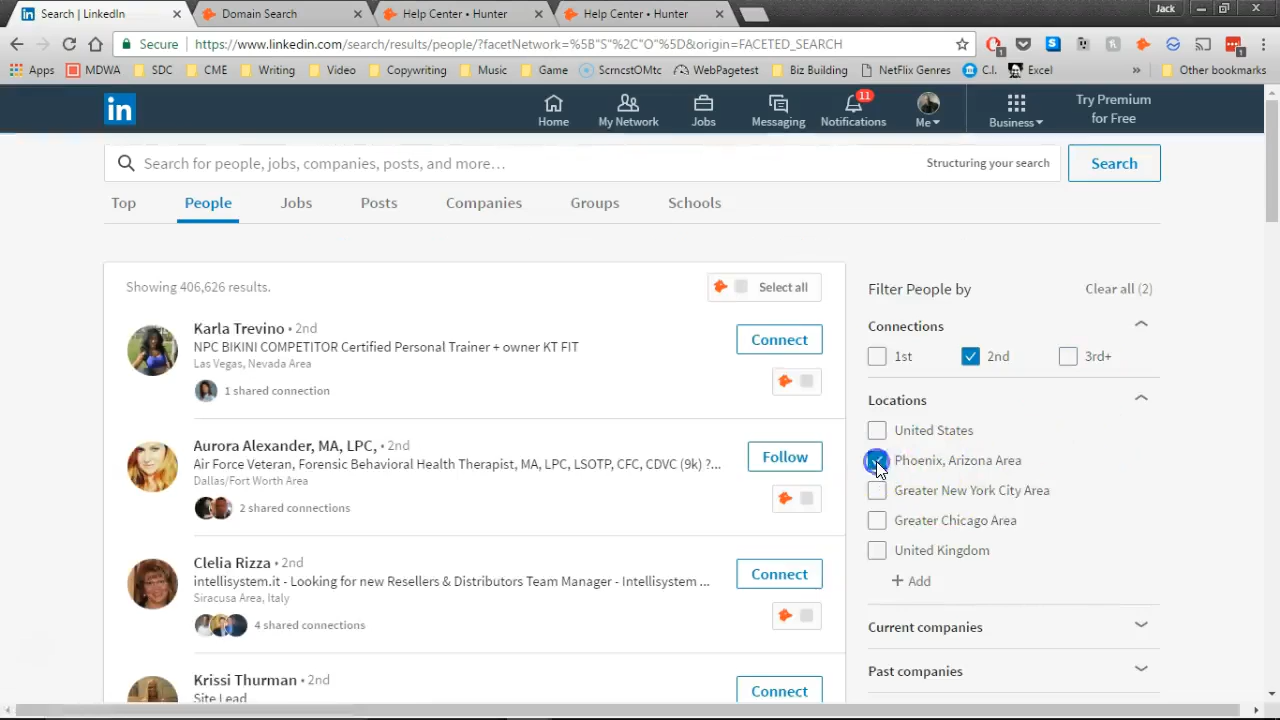 Search | LinkedIn
Domain Search
Help Center • Hunter
Help Center • Hunter
Jack
Secure
https://www.linkedin.com/search/results/people/?facetNetwork=%5B"S"%2C"O"%5D&origin=FACETED_SEARCH
1
1
Apps
MDWA
SDC
CME
Writing
Video
Copywriting
Music
Game
ScrncstOMtc
WebPagetest
Biz Building
NetFlix Genres
C.I.
Excel
»
Other bookmarks
in
Home
My Network
Jobs
Messaging
11
Notifications
Me
Business
Try Premium
for Free
Search for people, jobs, companies, posts, and more…
Structuring your search
Search
Top
People
Jobs
Posts
Companies
Groups
Schools
Showing 406,626 results.
Select all
Karla Trevino • 2nd
NPC BIKINI COMPETITOR Certified Personal Trainer + owner KT FIT
Las Vegas, Nevada Area
1 shared connection
Connect
Aurora Alexander, MA, LPC, • 2nd
Air Force Veteran, Forensic Behavioral Health Therapist, MA, LPC, LSOTP, CFC, CDVC (9k) ?...
Dallas/Fort Worth Area
2 shared connections
Follow
Clelia Rizza • 2nd
intellisystem.it - Looking for new Resellers & Distributors Team Manager - Intellisystem ...
Siracusa Area, Italy
4 shared connections
Connect
Krissi Thurman • 2nd
Site Lead
Connect
Filter People by
Clear all (2)
Connections
1st
2nd
3rd+
Locations
United States
Phoenix, Arizona Area
Greater New York City Area
Greater Chicago Area
United Kingdom
+ Add
Current companies
Past companies